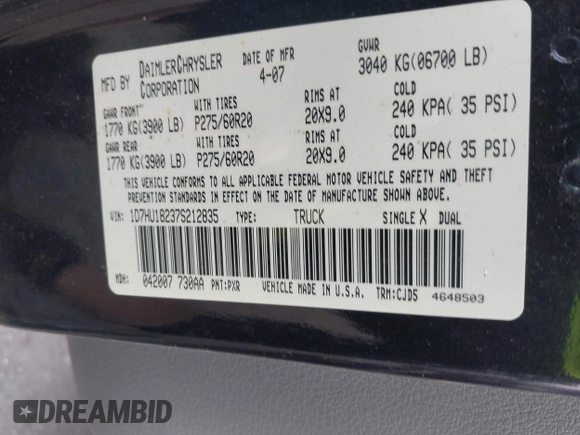 MFD BY DAIMLERCHRYSLER CORPORATION DATE OF MFR 4-07 GVWR 3040 KG(06700 LB)
GAWR FRONT WITH TIRES RIMS AT COLD
1770 KG(3900 LB) P275/60R20 20X9.0 240 KPA( 35 PSI)
GAWR REAR WITH TIRES RIMS AT COLD
1770 KG(3900 LB) P275/60R20 20X9.0 240 KPA( 35 PSI)
THIS VEHICLE CONFORMS TO ALL APPLICABLE FEDERAL MOTOR VEHICLE SAFETY AND THEFT
PREVENTION STANDARDS IN EFFECT ON THE DATE OF MANUFACTURE SHOWN ABOVE.
VIN: 1D7HU18237S212835 TYPE: TRUCK SINGLE X DUAL
MDH: 042007 730AA PNT:PXR VEHICLE MADE IN U.S.A. TRM:CJD5 4648503
DREAMBID